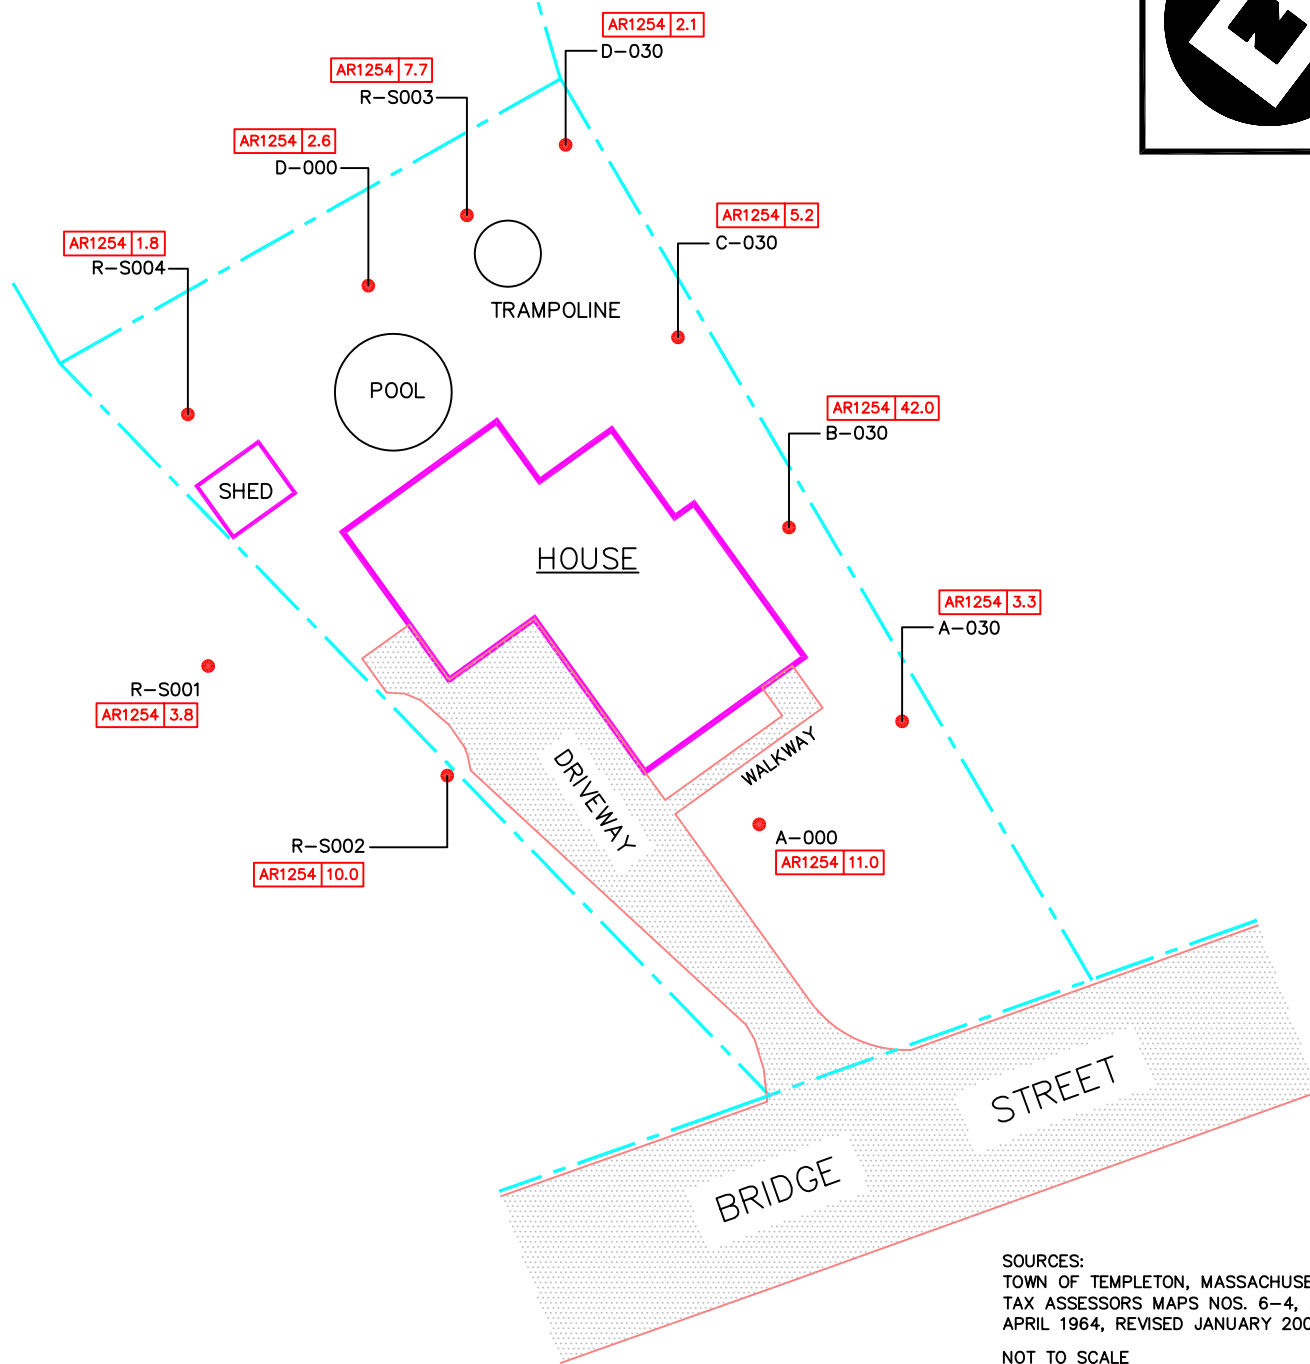 AR1254 2.1
D-030
AR1254 7.7
R-S003
AR1254 2.6
D-000
AR1254 5.2
C-030
AR1254 1.8
R-S004
TRAMPOLINE
POOL
AR1254 42.0
B-030
SHED
HOUSE
AR1254 3.3
A-030
R-S001
AR1254 3.8
WALKWAY
DRIVEWAY
A-000
AR1254 11.0
R-S002
AR1254 10.0
BRIDGE STREET
SOURCES:
TOWN OF TEMPLETON, MASSACHUSE
TAX ASSESSORS MAPS NOS. 6-4,
APRIL 1964, REVISED JANUARY 200
NOT TO SCALE